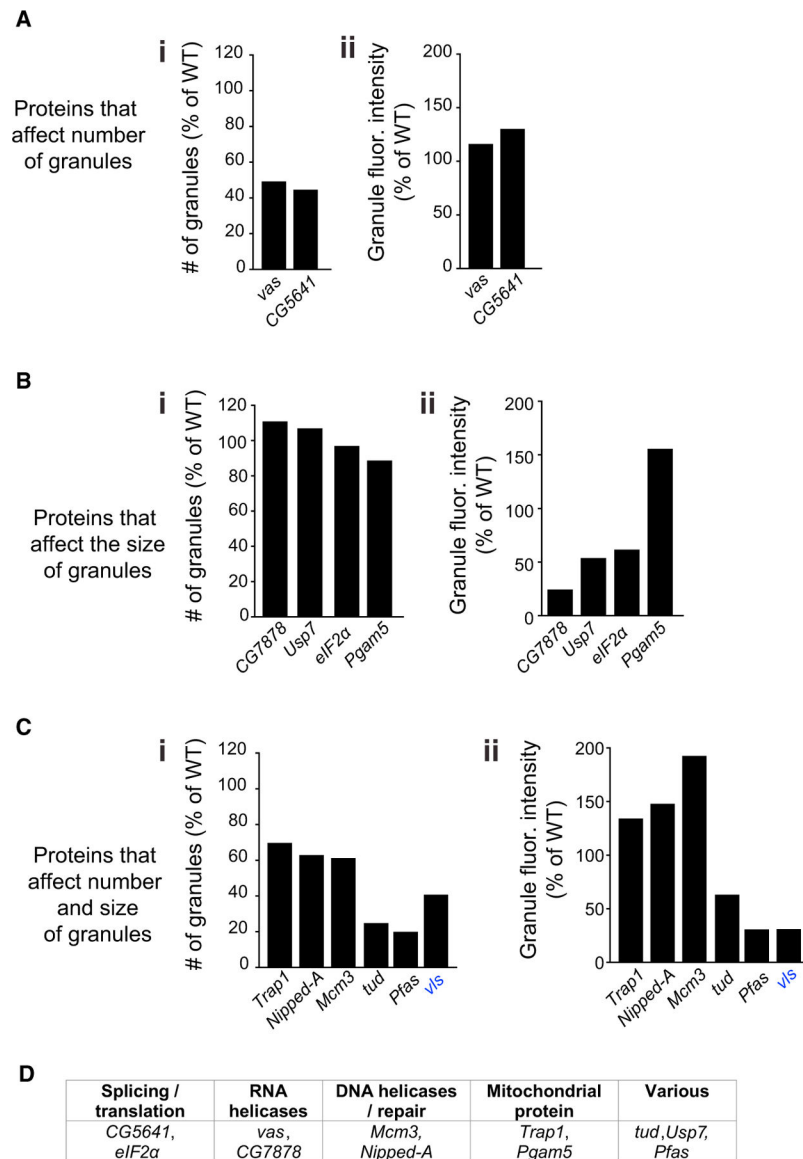 A
i
ii
Proteins that
affect number
of granules
# of granules (% of WT)
120
100
80
60
40
20
0
vas
CG5641
Granule fluor. intensity
(% of WT)
200
150
100
50
0
vas
CG5641
B
i
ii
Proteins that
affect the size
of granules
# of granules (% of WT)
120
100
80
60
40
20
0
CG7878
Usp7
eIF2α
Pgam5
Granule fluor. intensity
(% of WT)
200
150
100
50
0
CG7878
Usp7
eIF2α
Pgam5
C
i
ii
Proteins that
affect number
and size
of granules
# of granules (% of WT)
120
100
80
60
40
20
0
Trap1
Nipped-A
Mcm3
tud
Pfas
vls
Granule fluor. intensity
(% of WT)
200
150
100
50
0
Trap1
Nipped-A
Mcm3
tud
Pfas
vls
D
Splicing / translation
RNA helicases
DNA helicases / repair
Mitochondrial protein
Various
CG5641, eIF2α
vas, CG7878
Mcm3, Nipped-A
Trap1, Pgam5
tud,Usp7, Pfas